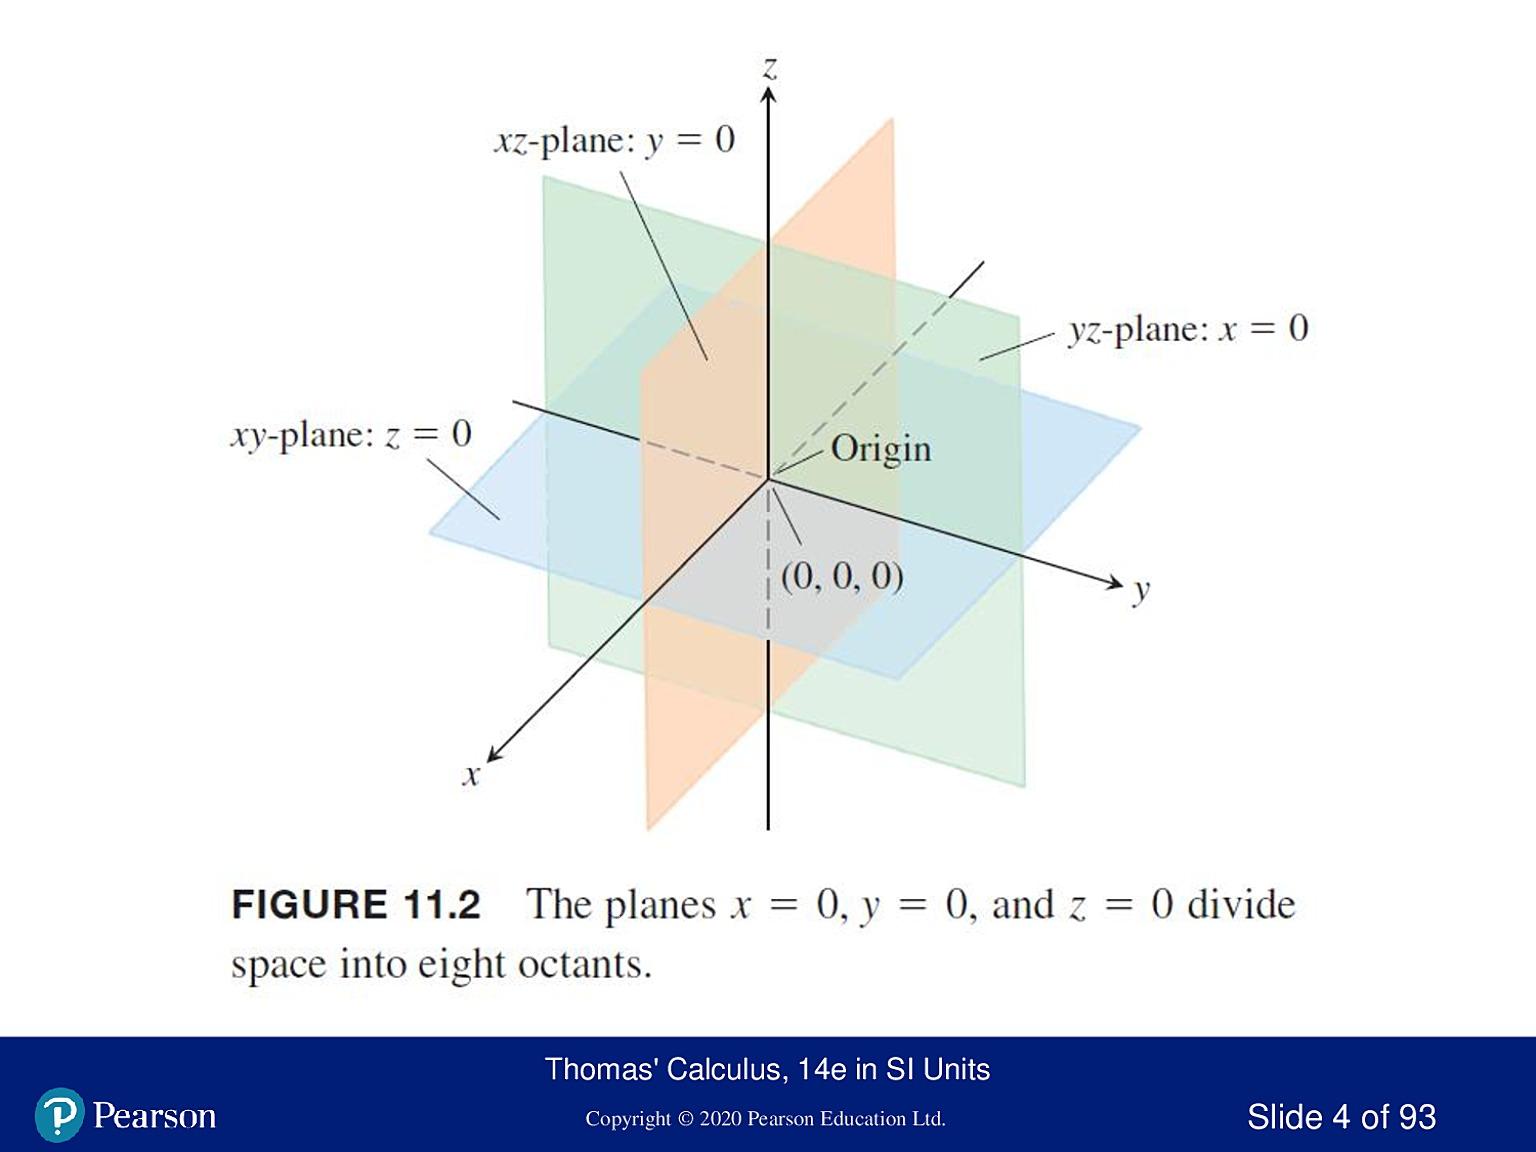 z
xz-plane: y = 0
yz-plane: x = 0
xy-plane: z = 0
Origin
(0, 0, 0)
y
x
FIGURE 11.2 The planes x = 0, y = 0, and z = 0 divide
space into eight octants.
Thomas' Calculus, 14e in SI Units
Pearson
Copyright © 2020 Pearson Education Ltd.
Slide 4 of 93